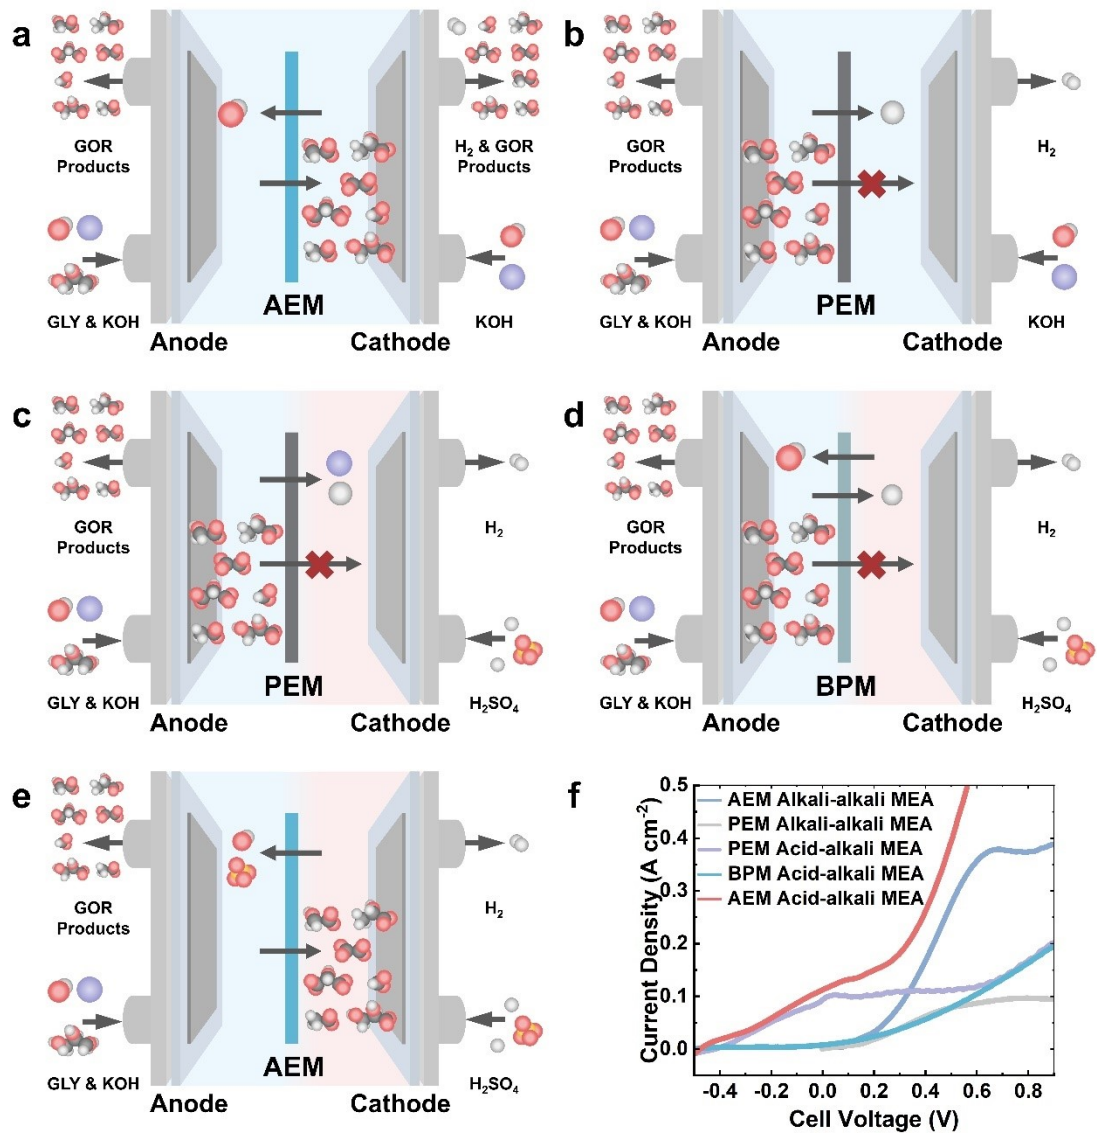 a
GOR
Products
GLY & KOH
AEM
Anode
Cathode
H₂ & GOR
Products
KOH
b
GOR
Products
GLY & KOH
PEM
Anode
Cathode
H₂
KOH
c
GOR
Products
GLY & KOH
PEM
Anode
Cathode
H₂
H₂SO₄
d
GOR
Products
GLY & KOH
BPM
Anode
Cathode
H₂
H₂SO₄
e
GOR
Products
GLY & KOH
AEM
Anode
Cathode
H₂
H₂SO₄
f
AEM Alkali-alkali MEA
PEM Alkali-alkali MEA
PEM Acid-alkali MEA
BPM Acid-alkali MEA
AEM Acid-alkali MEA
Current Density (A cm⁻²)
0.5
0.4
0.3
0.2
0.1
0.0
-0.4 -0.2 0.0 0.2 0.4 0.6 0.8
Cell Voltage (V)